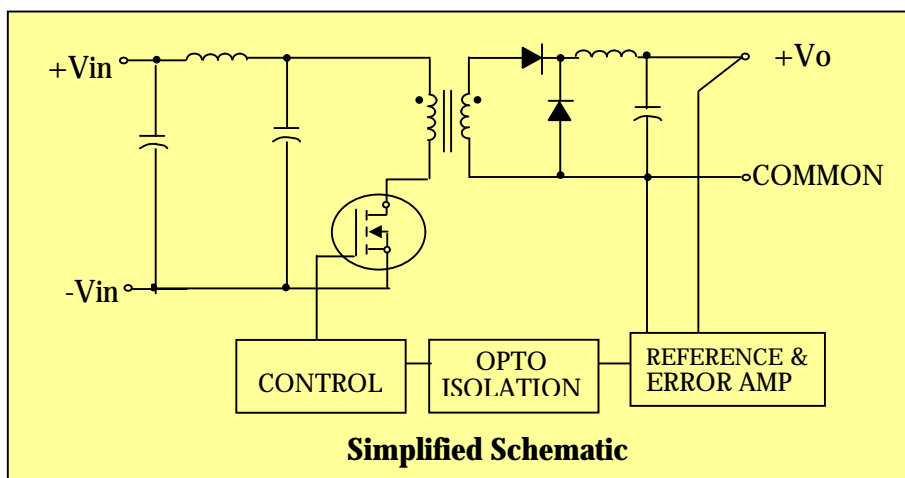 +Vin
+Vo
COMMON
-Vin
CONTROL
OPTO
ISOLATION
REFERENCE &
ERROR AMP
Simplified Schematic